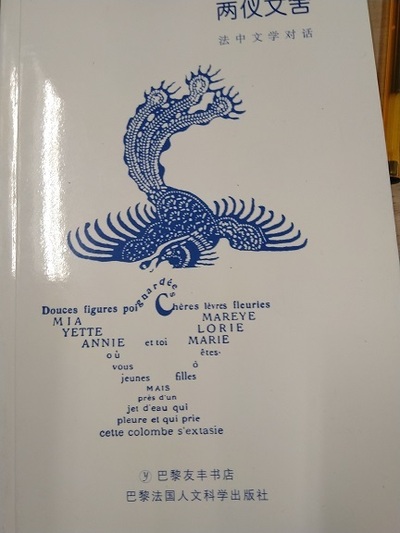 两仪文舍
法中文学对话
Douces figures poignardées Chères lèvres fleuries
MIA MAREYE
YETTE LORIE
ANNIE et toi MARIE
où êtes-
vous ô
jeunes filles
MAIS
près d'un
jet d'eau qui
pleure et qui prie
cette colombe s'extasie
巴黎友丰书店
巴黎法国人文科学出版社